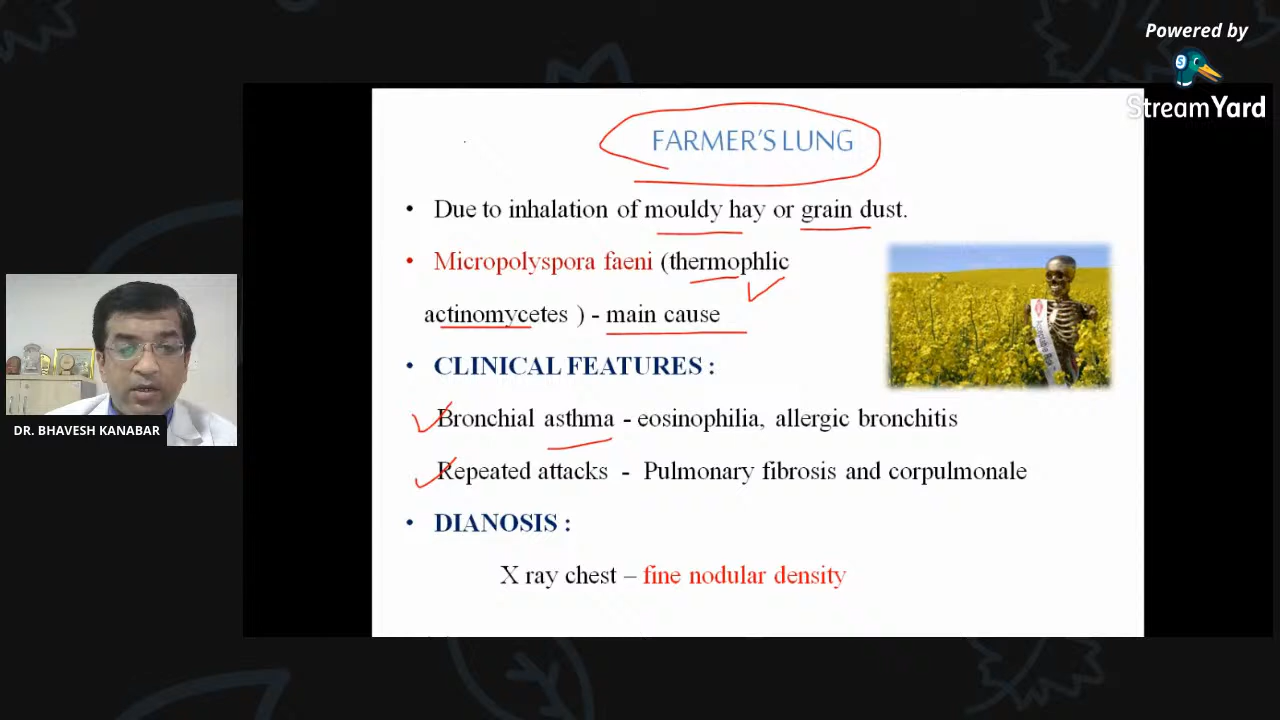 Powered by
StreamYard
FARMER'S LUNG
• Due to inhalation of mouldy hay or grain dust.
• Micropolyspora faeni (thermophlic
actinomycetes ) - main cause
• CLINICAL FEATURES :
Bronchial asthma - eosinophilia, allergic bronchitis
Repeated attacks - Pulmonary fibrosis and corpulmonale
• DIANOSIS :
X ray chest – fine nodular density
DR. BHAVESH KANABAR